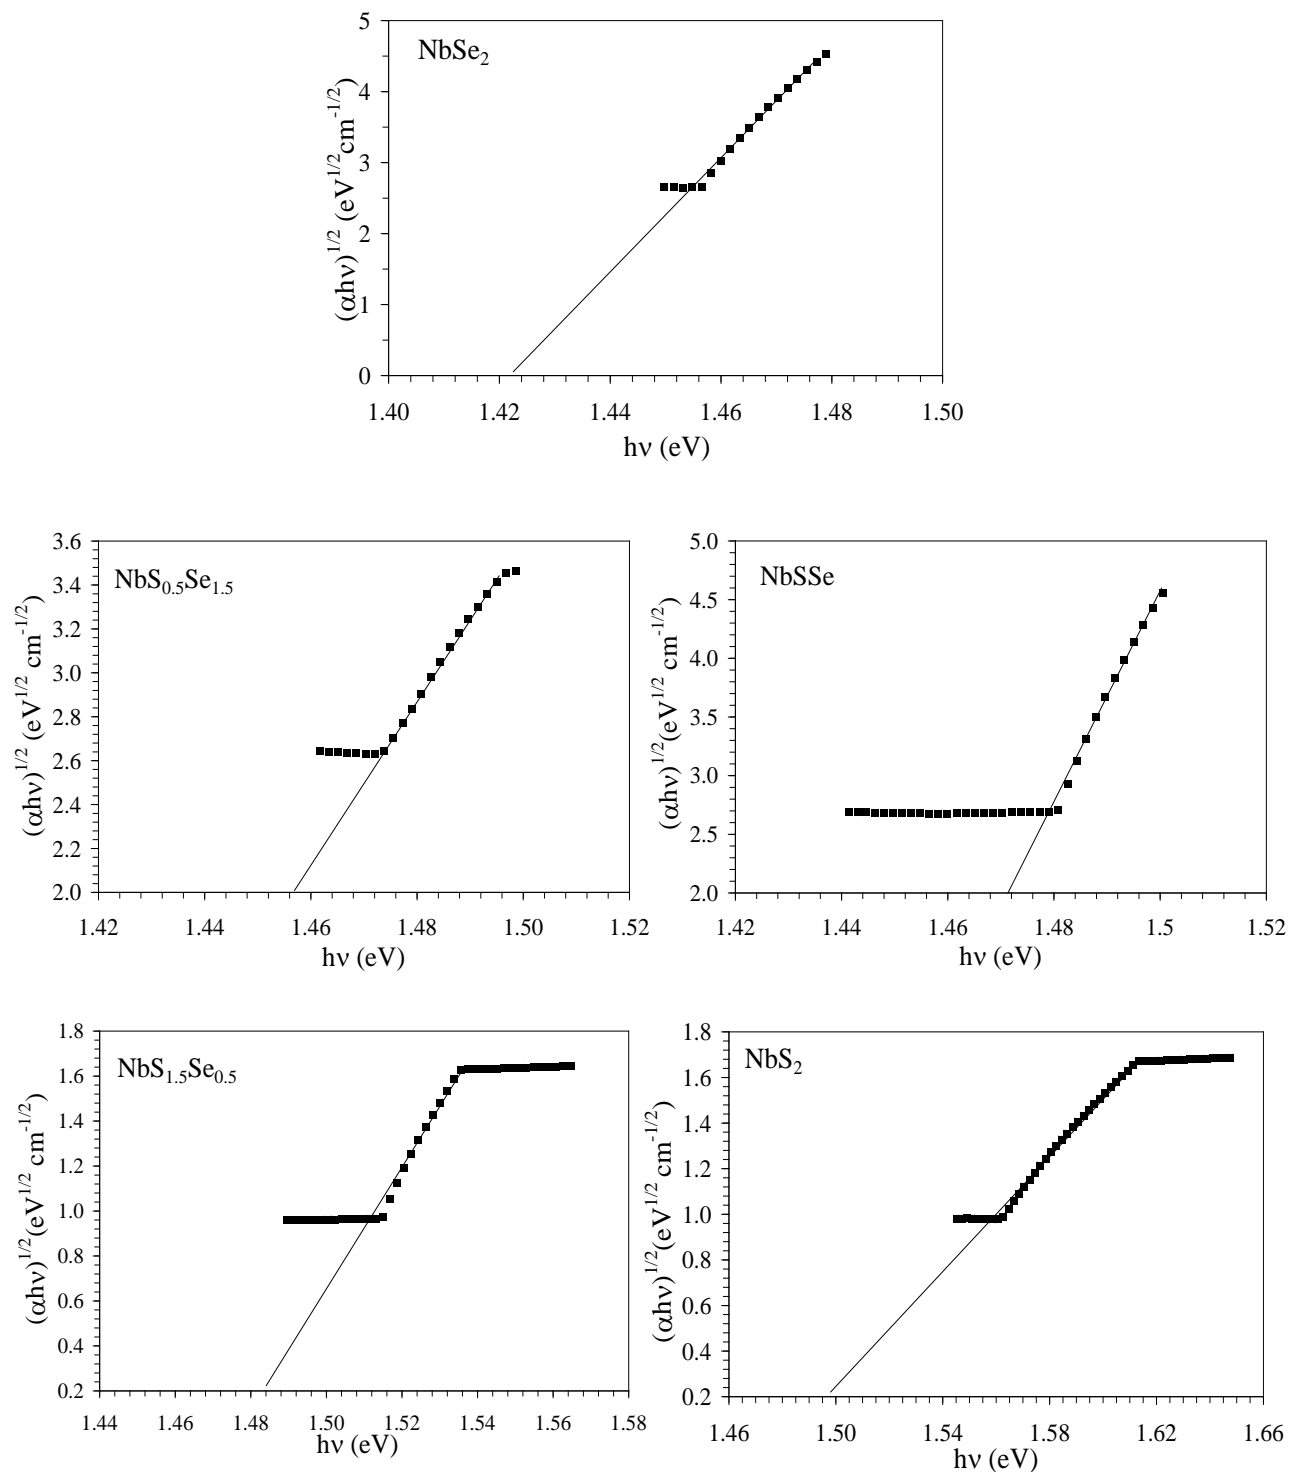 NbSe₂
5
4
3
2
1
0
(αhν)¹/² (eV¹/²cm⁻¹/²)
1.40 1.42 1.44 1.46 1.48 1.50
hν (eV)
NbS₀.₅Se₁.₅
3.6
3.4
3.2
3.0
2.8
2.6
2.4
2.2
2.0
(αhν)¹/² (eV¹/² cm⁻¹/²)
1.42 1.44 1.46 1.48 1.50 1.52
hν (eV)
NbSSe
5.0
4.5
4.0
3.5
3.0
2.5
2.0
(αhν)¹/²(eV¹/² cm⁻¹/²)
1.42 1.44 1.46 1.48 1.5 1.52
hν (eV)
NbS₁.₅Se₀.₅
1.8
1.6
1.4
1.2
1.0
0.8
0.6
0.4
0.2
(αhν)¹/²(eV¹/² cm⁻¹/²)
1.44 1.46 1.48 1.50 1.52 1.54 1.56 1.58
hν (eV)
NbS₂
1.8
1.6
1.4
1.2
1.0
0.8
0.6
0.4
0.2
(αhν)¹/²(eV¹/² cm⁻¹/²)
1.46 1.50 1.54 1.58 1.62 1.66
hν (eV)